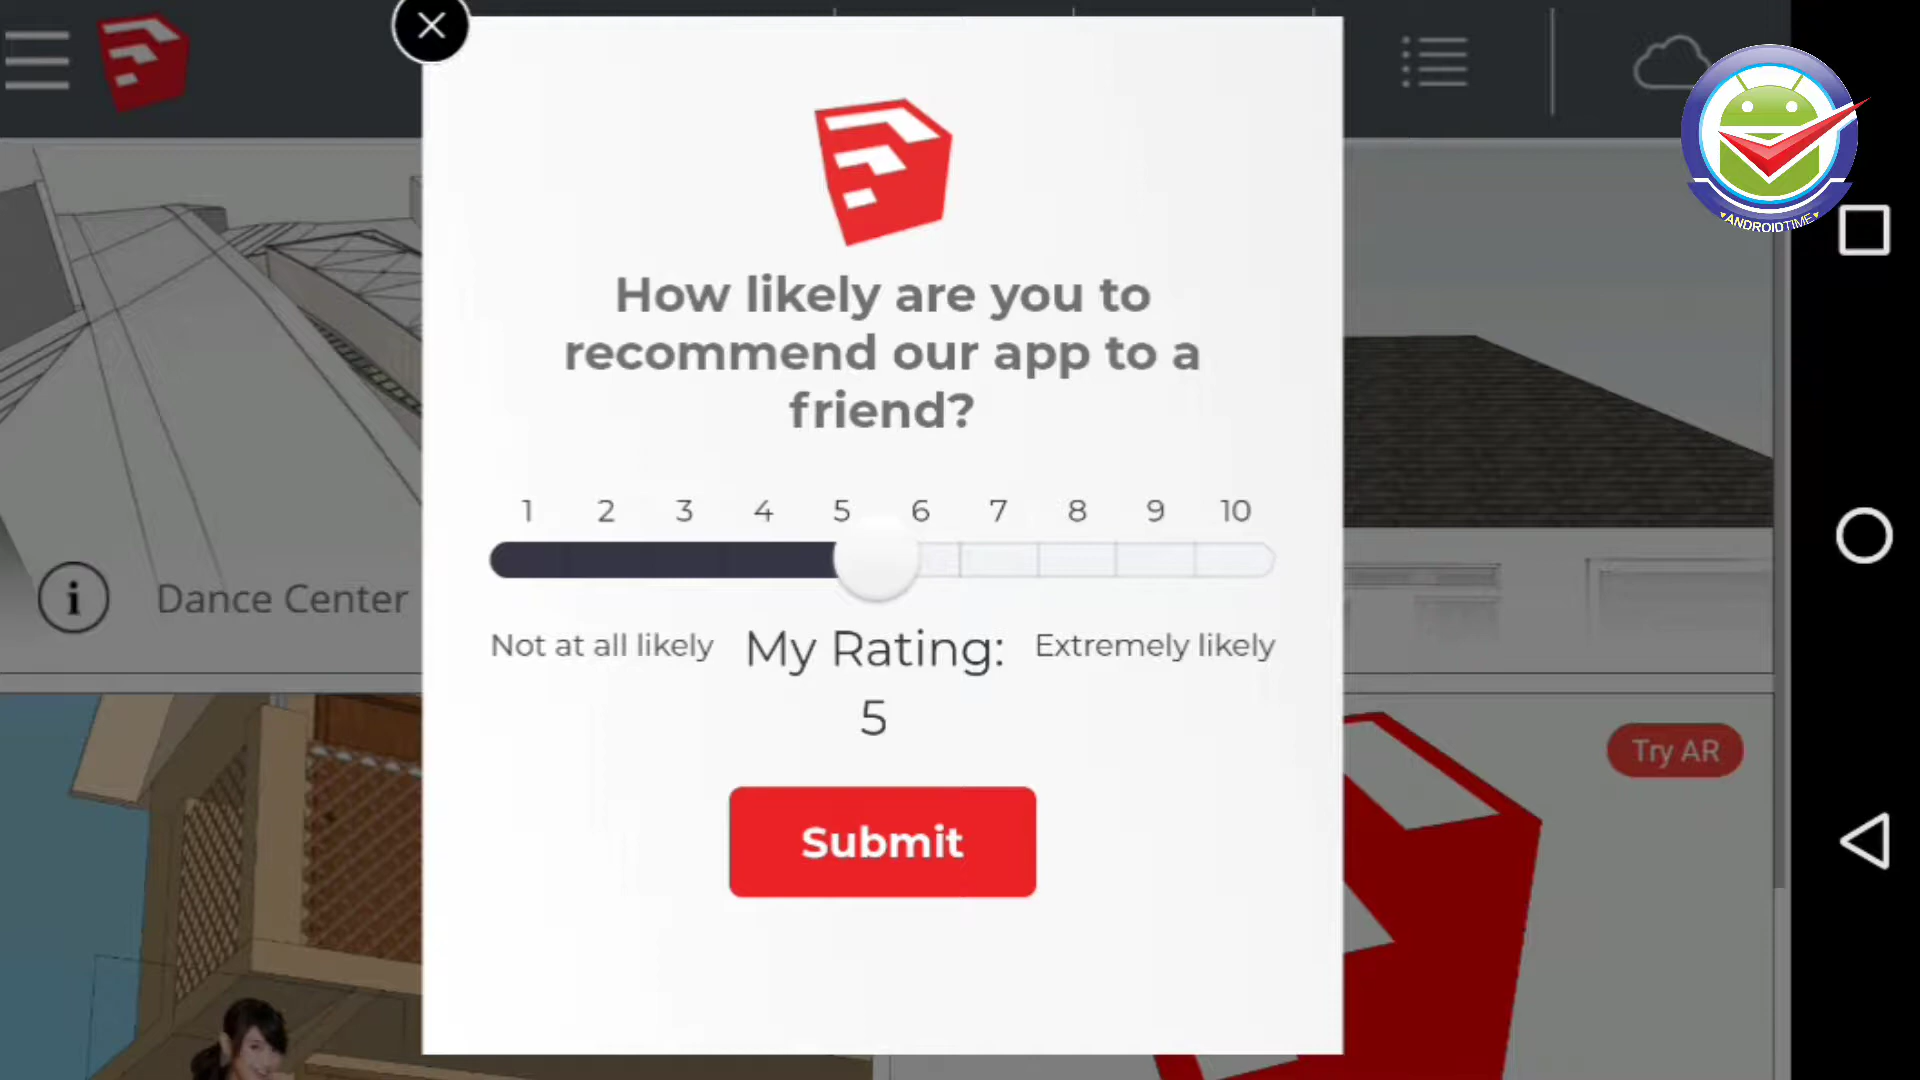 How likely are you to
recommend our app to a
friend?
1 2 3 4 5 6 7 8 9 10
Not at all likely
My Rating:
5
Extremely likely
Submit
i
Dance Center
Try AR
ANDROIDTIME